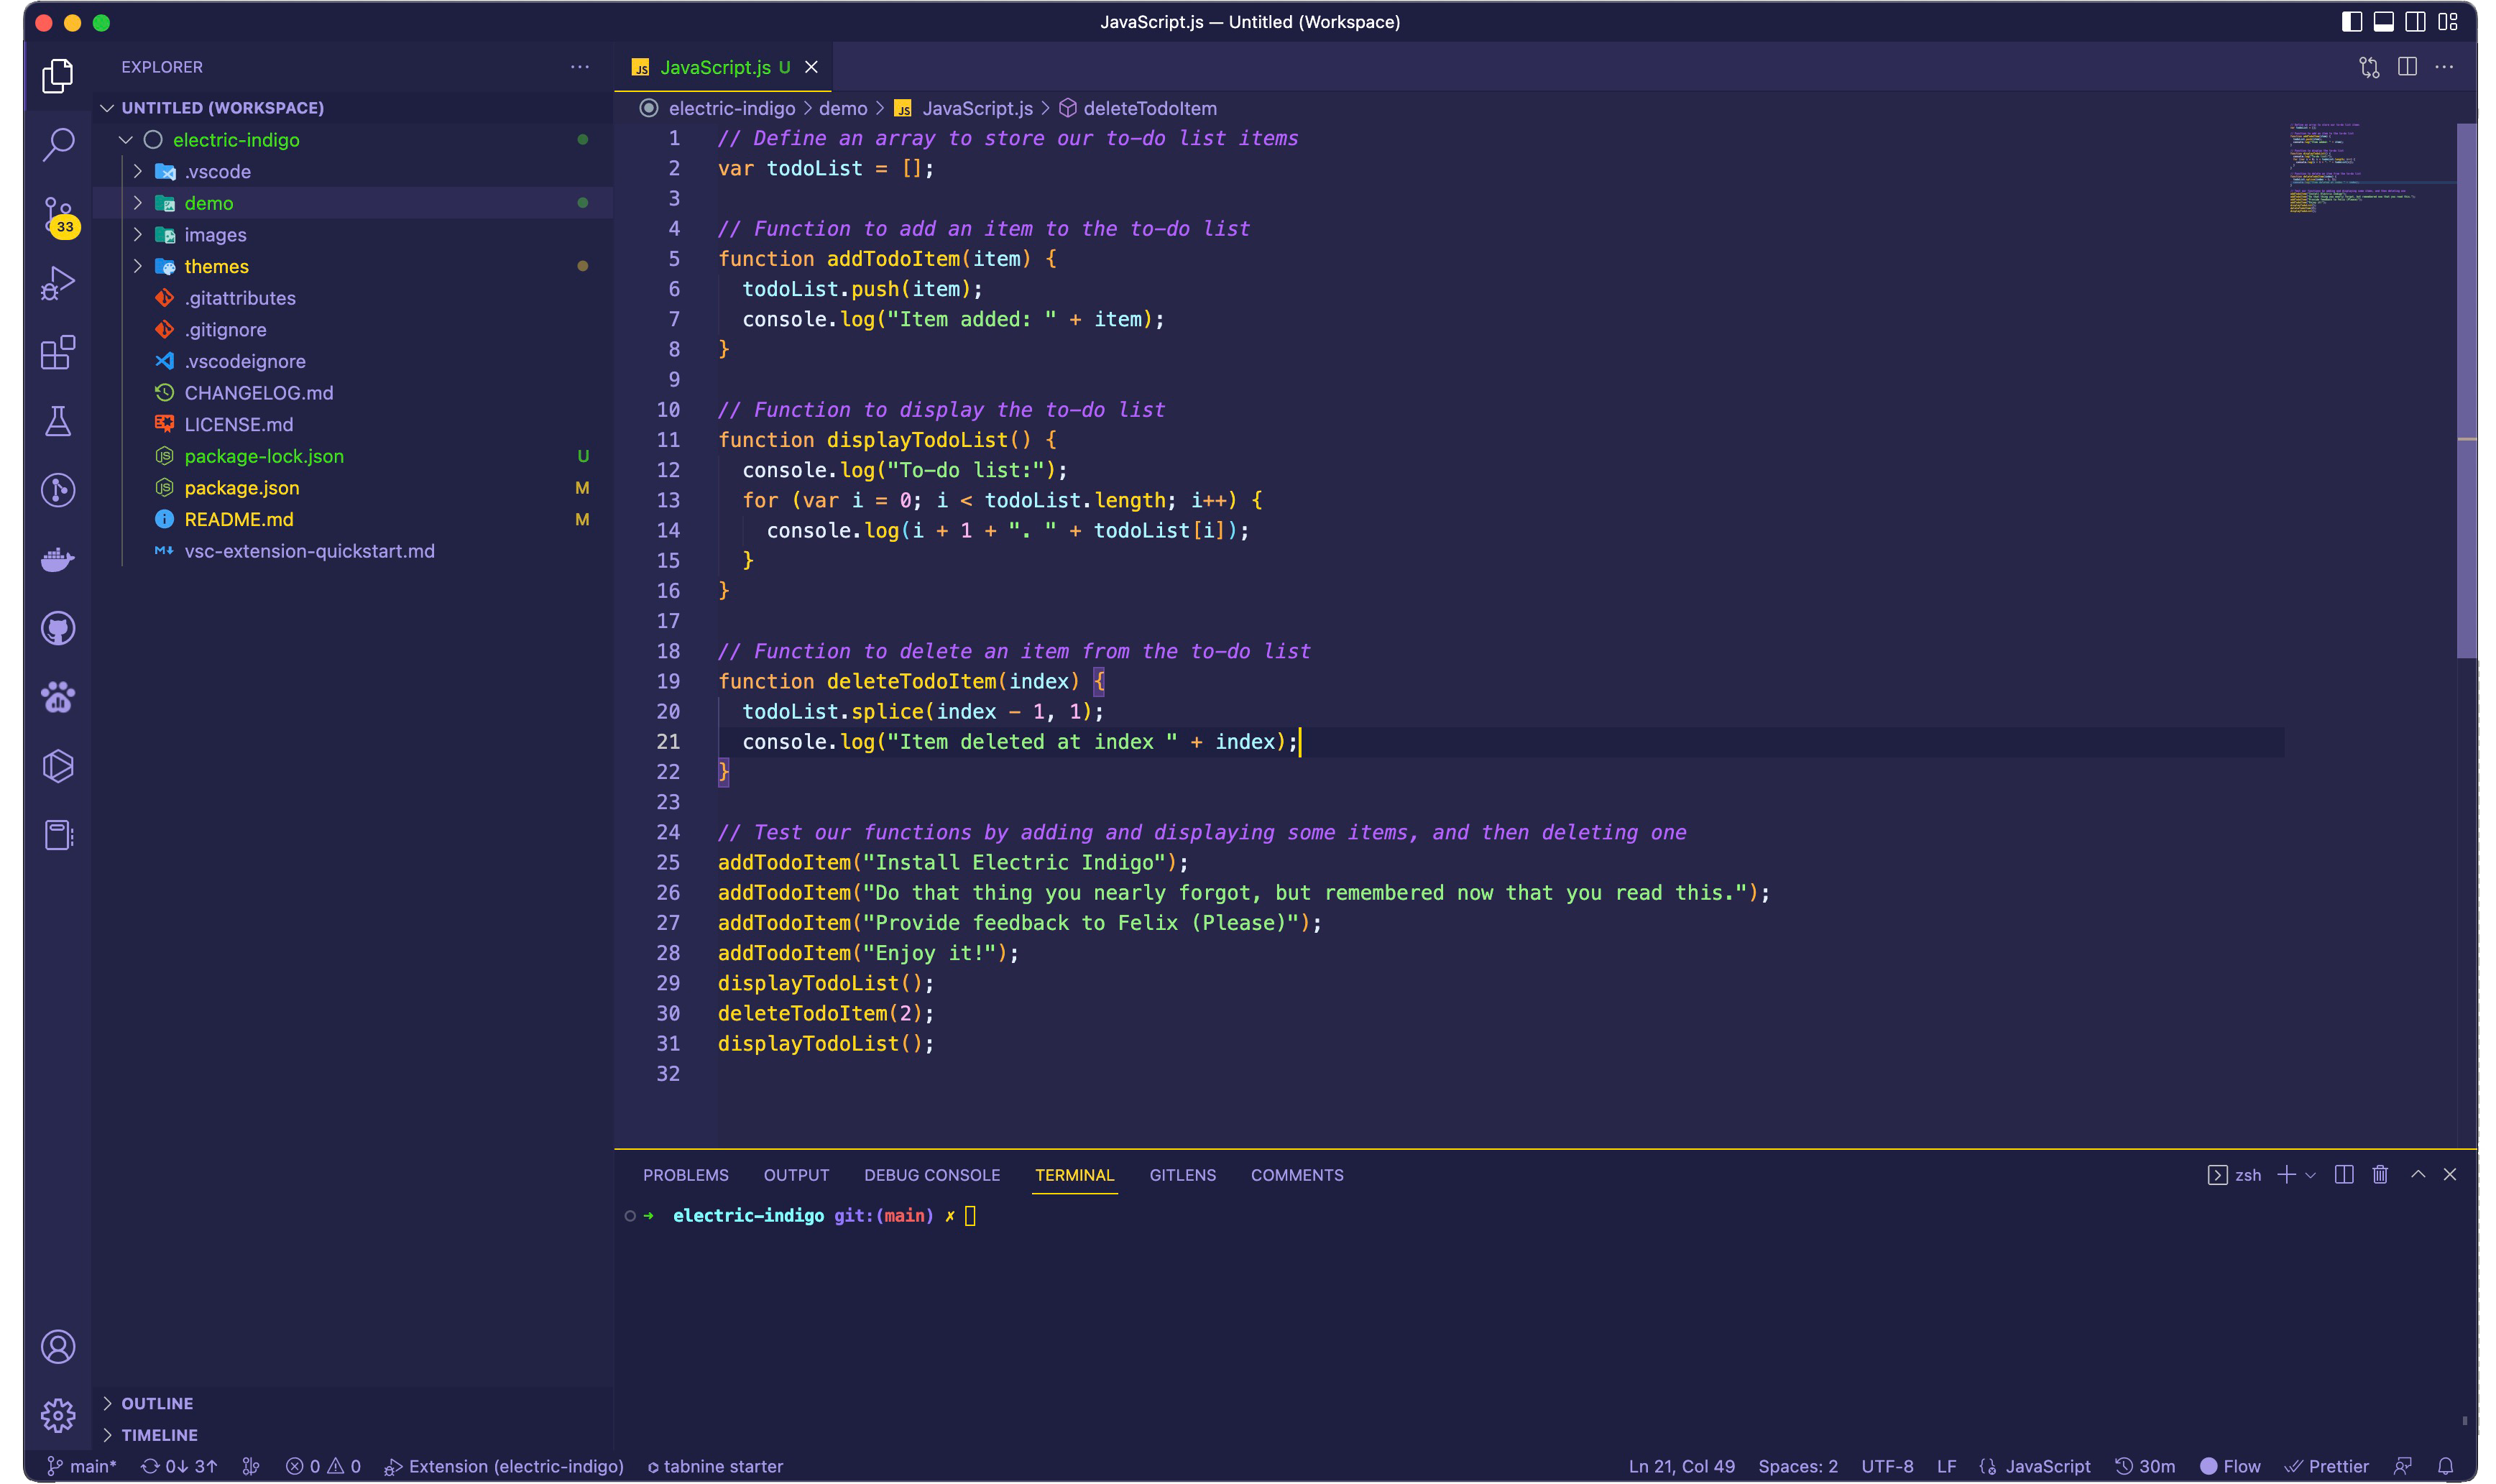 JavaScript.js — Untitled (Workspace)
EXPLORER
UNTITLED (WORKSPACE)
electric-indigo
.vscode
demo
images
themes
.gitattributes
.gitignore
.vscodeignore
CHANGELOG.md
LICENSE.md
package-lock.json U
package.json M
README.md M
vsc-extension-quickstart.md
33
OUTLINE
TIMELINE
JS JavaScript.js U
electric-indigo > demo > JS JavaScript.js > deleteTodoItem
1 // Define an array to store our to-do list items
2 var todoList = [];
3
4 // Function to add an item to the to-do list
5 function addTodoItem(item) {
6   todoList.push(item);
7   console.log("Item added: " + item);
8 }
9
10 // Function to display the to-do list
11 function displayTodoList() {
12   console.log("To-do list:");
13   for (var i = 0; i < todoList.length; i++) {
14     console.log(i + 1 + ". " + todoList[i]);
15   }
16 }
17
18 // Function to delete an item from the to-do list
19 function deleteTodoItem(index) {
20   todoList.splice(index - 1, 1);
21   console.log("Item deleted at index " + index);
22 }
23
24 // Test our functions by adding and displaying some items, and then deleting one
25 addTodoItem("Install Electric Indigo");
26 addTodoItem("Do that thing you nearly forgot, but remembered now that you read this.");
27 addTodoItem("Provide feedback to Felix (Please)");
28 addTodoItem("Enjoy it!");
29 displayTodoList();
30 deleteTodoItem(2);
31 displayTodoList();
32
PROBLEMS OUTPUT DEBUG CONSOLE TERMINAL GITLENS COMMENTS zsh
→ electric-indigo git:(main) ✗
main* 0↓ 3↑ 0 0 Extension (electric-indigo) tabnine starter Ln 21, Col 49 Spaces: 2 UTF-8 LF JavaScript 30m Flow Prettier